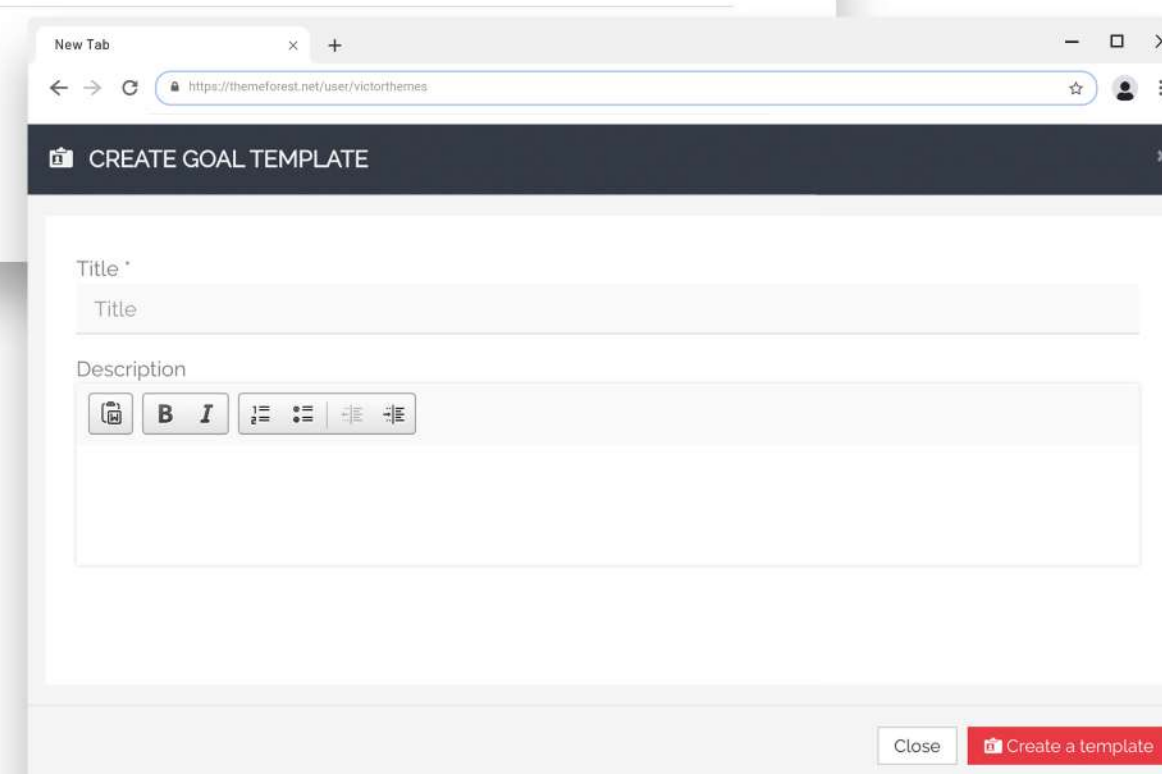 New Tab
https://themeforest.net/user/victorthemes
CREATE GOAL TEMPLATE
Title *
Title
Description
B I
Close Create a template